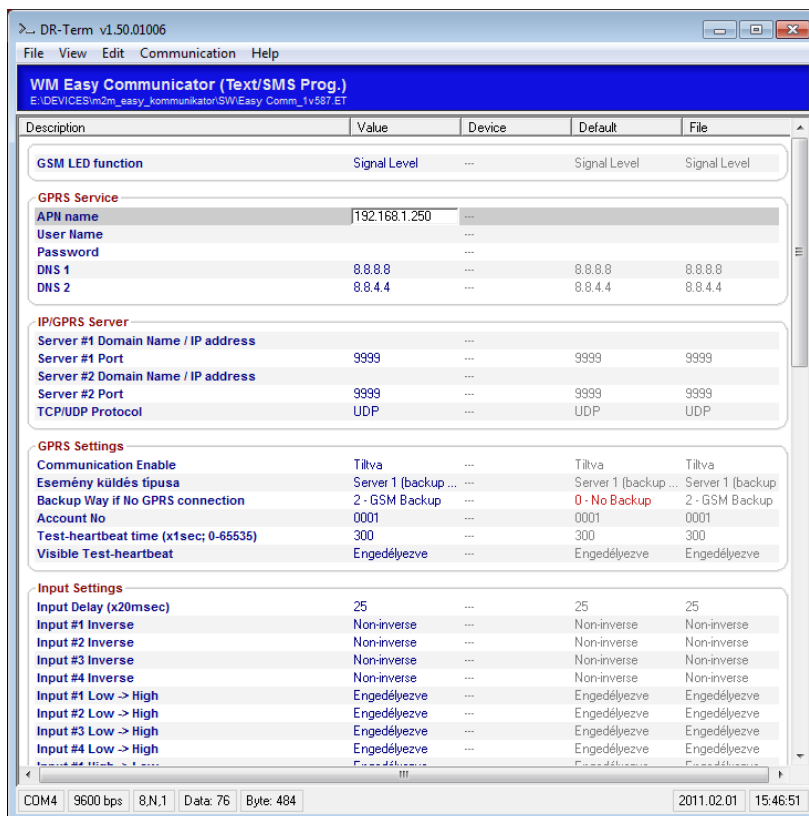 DR-Term v1.50.01006
File View Edit Communication Help
WM Easy Communicator (Text/SMS Prog.)
E:\DEVICES\m2m_easy_kommunikator\SW\Easy Comm_1v587.ET
Description Value Device Default File
GSM LED function Signal Level --- Signal Level Signal Level
GPRS Service
APN name 192.168.1.250 ---
User Name ---
Password ---
DNS 1 8.8.8.8 --- 8.8.8.8 8.8.8.8
DNS 2 8.8.4.4 --- 8.8.4.4 8.8.4.4
IP/GPRS Server
Server #1 Domain Name / IP address ---
Server #1 Port 9999 --- 9999 9999
Server #2 Domain Name / IP address ---
Server #2 Port 9999 --- 9999 9999
TCP/UDP Protocol UDP --- UDP UDP
GPRS Settings
Communication Enable Tiltva --- Tiltva Tiltva
Esemény küldés típusa Server 1 (backup ... --- Server 1 (backup ... Server 1 (backup
Backup Way if No GPRS connection 2 - GSM Backup --- 0 - No Backup 2 - GSM Backup
Account No 0001 --- 0001 0001
Test-heartbeat time (x1sec; 0-65535) 300 --- 300 300
Visible Test-heartbeat Engedélyezve --- Engedélyezve Engedélyezve
Input Settings
Input Delay (x20msec) 25 --- 25 25
Input #1 Inverse Non-inverse --- Non-inverse Non-inverse
Input #2 Inverse Non-inverse --- Non-inverse Non-inverse
Input #3 Inverse Non-inverse --- Non-inverse Non-inverse
Input #4 Inverse Non-inverse --- Non-inverse Non-inverse
Input #1 Low -> High Engedélyezve --- Engedélyezve Engedélyezve
Input #2 Low -> High Engedélyezve --- Engedélyezve Engedélyezve
Input #3 Low -> High Engedélyezve --- Engedélyezve Engedélyezve
Input #4 Low -> High Engedélyezve --- Engedélyezve Engedélyezve
COM4 9600 bps 8,N,1 Data: 76 Byte: 484 2011.02.01 15:46:51